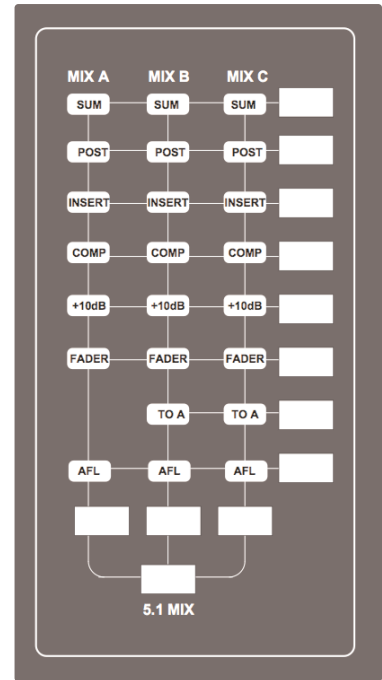 MIX A MIX B MIX C
SUM SUM SUM
POST POST POST
INSERT INSERT INSERT
COMP COMP COMP
+10dB +10dB +10dB
FADER FADER FADER
TO A TO A
AFL AFL AFL
5.1 MIX